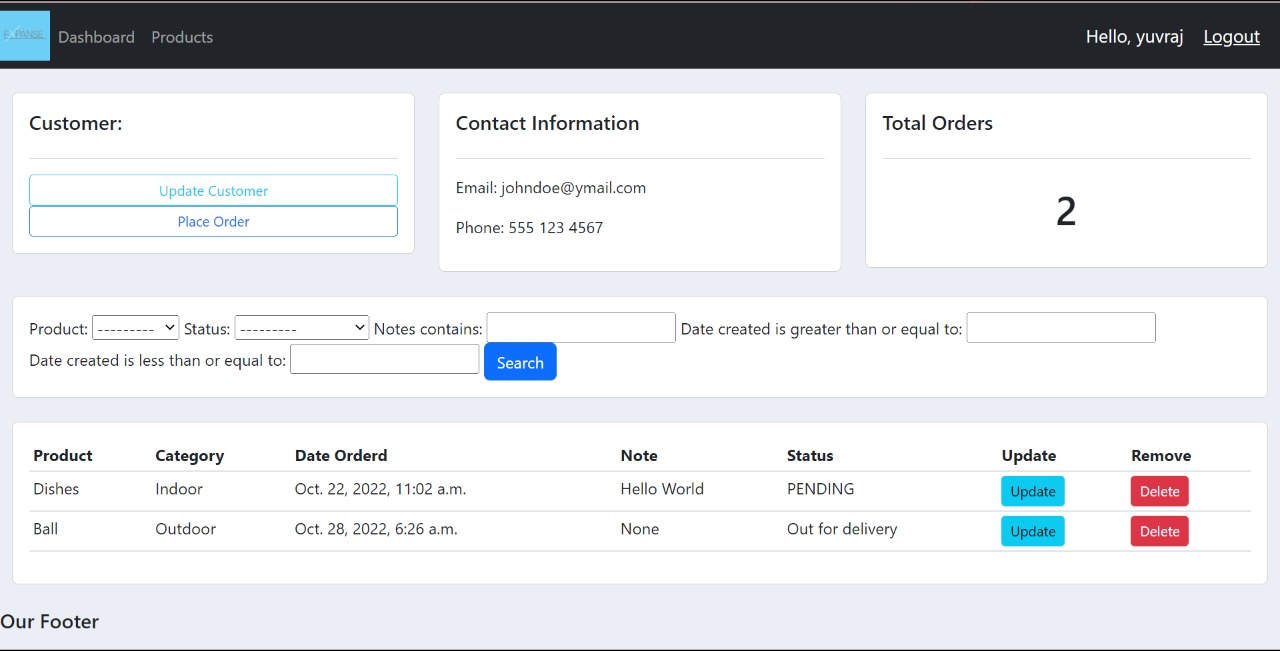 EXPANSE Dashboard Products Hello, yuvraj Logout
Customer:
Update Customer
Place Order
Contact Information
Email: johndoe@ymail.com
Phone: 555 123 4567
Total Orders
2
Product: --------- Status: --------- Notes contains: Date created is greater than or equal to:
Date created is less than or equal to: Search
Product Category Date Orderd Note Status Update Remove
Dishes Indoor Oct. 22, 2022, 11:02 a.m. Hello World PENDING Update Delete
Ball Outdoor Oct. 28, 2022, 6:26 a.m. None Out for delivery Update Delete
Our Footer